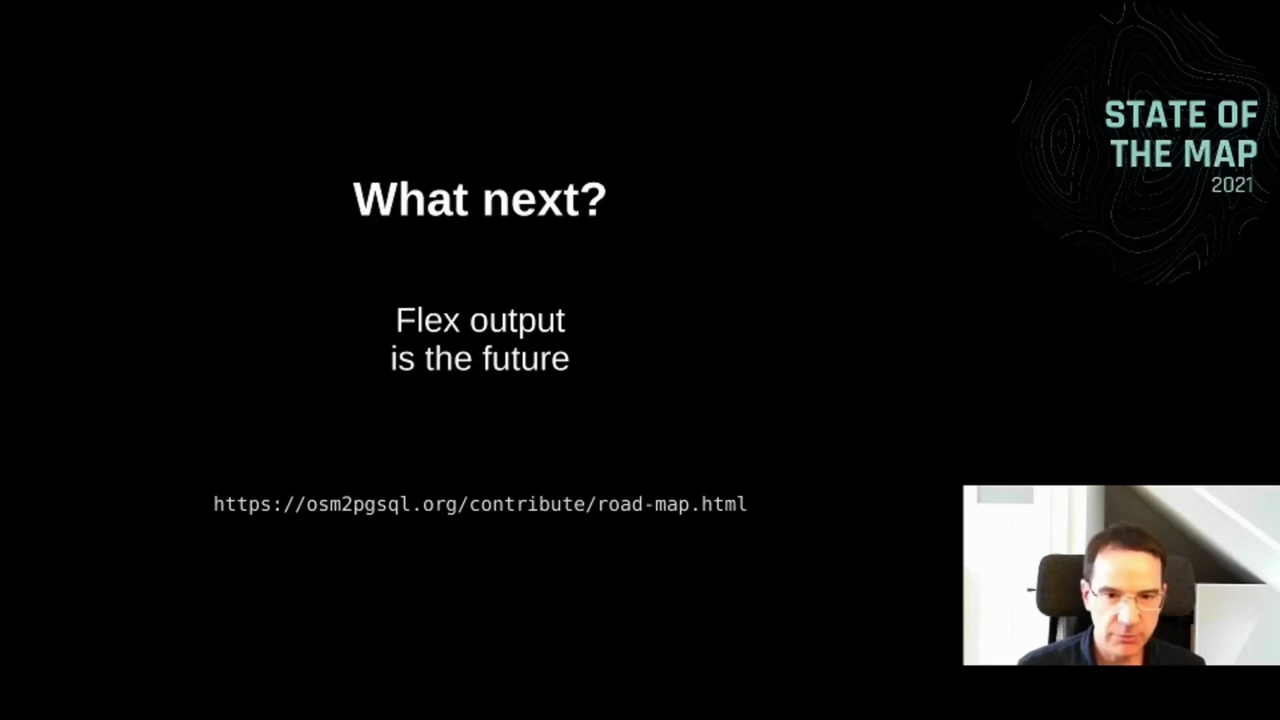 What next?
Flex output
is the future
https://osm2pgsql.org/contribute/road-map.html
STATE OF
THE MAP
2021